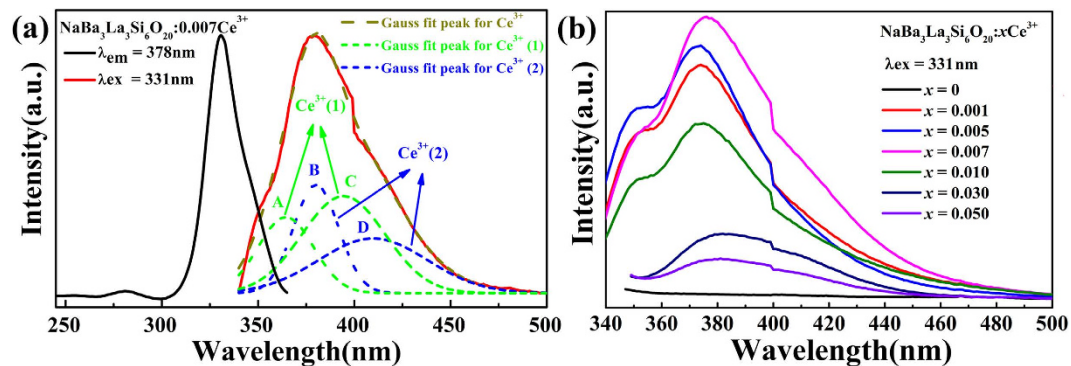 (a)
NaBa₃La₃Si₆O₂₀:0.007Ce³⁺
λem = 378nm
λex = 331nm
Gauss fit peak for Ce³⁺
Gauss fit peak for Ce³⁺ (1)
Gauss fit peak for Ce³⁺ (2)
Ce³⁺(1)
Ce³⁺(2)
A
B
C
D
Intensity(a.u.)
250 300 350 400 450 500
Wavelength(nm)
(b)
NaBa₃La₃Si₆O₂₀:xCe³⁺
λex = 331nm
x = 0
x = 0.001
x = 0.005
x = 0.007
x = 0.010
x = 0.030
x = 0.050
Intensity(a.u.)
340 360 380 400 420 440 460 480 500
Wavelength(nm)